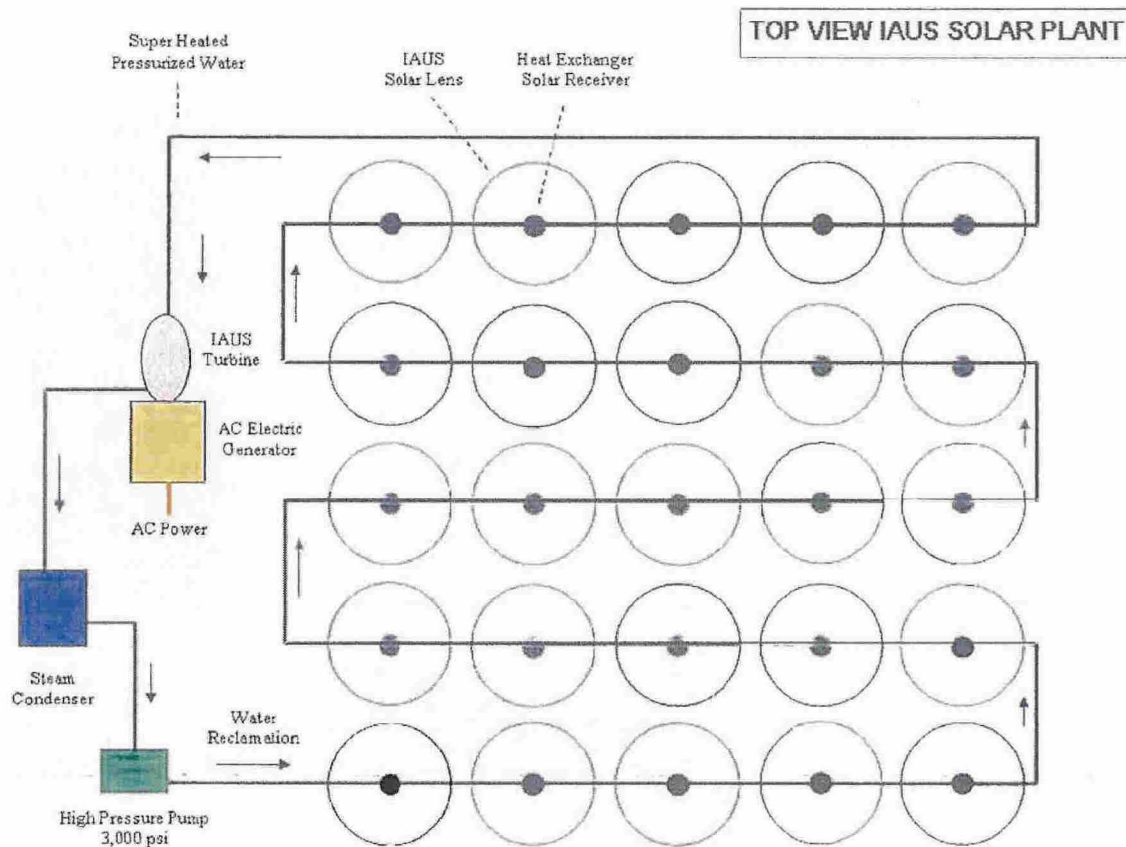 TOP VIEW IAUS SOLAR PLANT
Super Heated
Pressurized Water
IAUS
Solar Lens
Heat Exchanger
Solar Receiver
IAUS
Turbine
AC Electric
Generator
AC Power
Steam
Condenser
Water
Reclamation
High Pressure Pump
3,000 psi